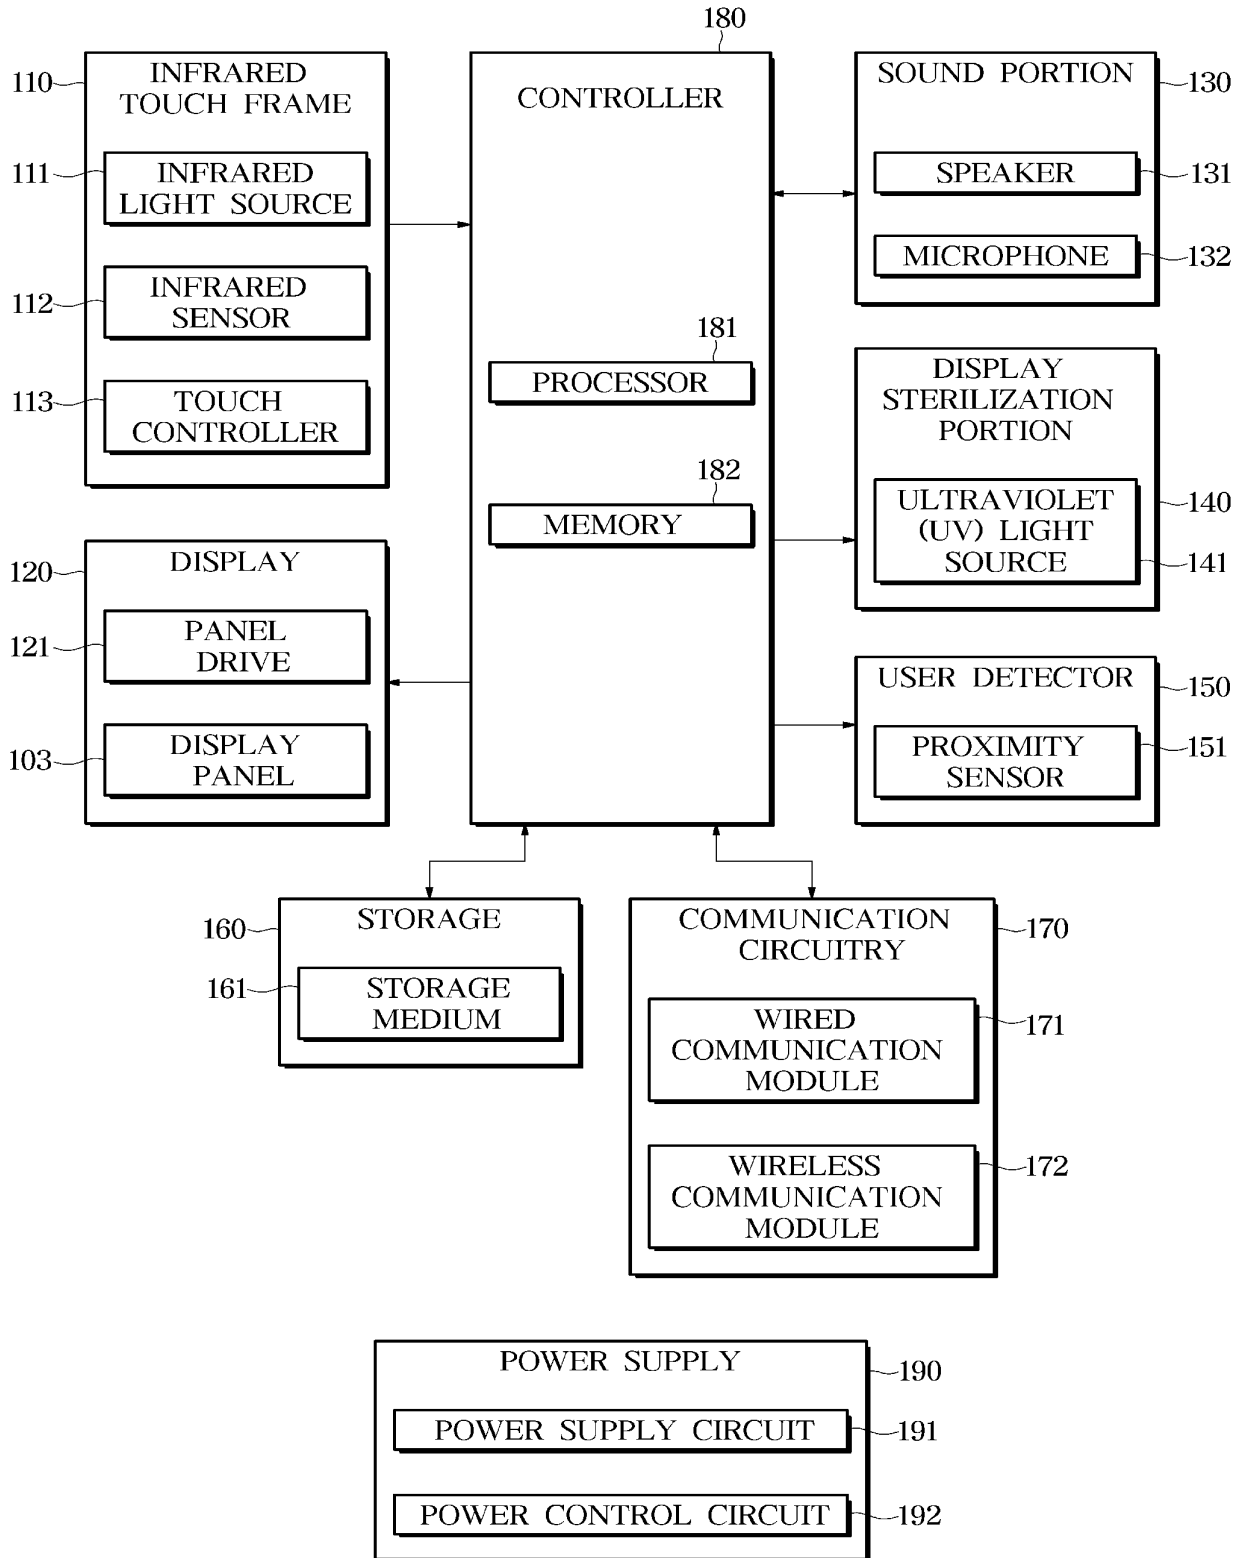 180
110
INFRARED
TOUCH FRAME
111
INFRARED
LIGHT SOURCE
112
INFRARED
SENSOR
113
TOUCH
CONTROLLER
120
DISPLAY
121
PANEL
DRIVE
103
DISPLAY
PANEL
CONTROLLER
181
PROCESSOR
182
MEMORY
SOUND PORTION
130
SPEAKER
131
MICROPHONE
132
DISPLAY
STERILIZATION
PORTION
140
ULTRAVIOLET
(UV) LIGHT
SOURCE
141
USER DETECTOR
150
PROXIMITY
SENSOR
151
160
STORAGE
161
STORAGE
MEDIUM
COMMUNICATION
CIRCUITRY
170
WIRED
COMMUNICATION
MODULE
171
WIRELESS
COMMUNICATION
MODULE
172
POWER SUPPLY
190
POWER SUPPLY CIRCUIT
191
POWER CONTROL CIRCUIT
192